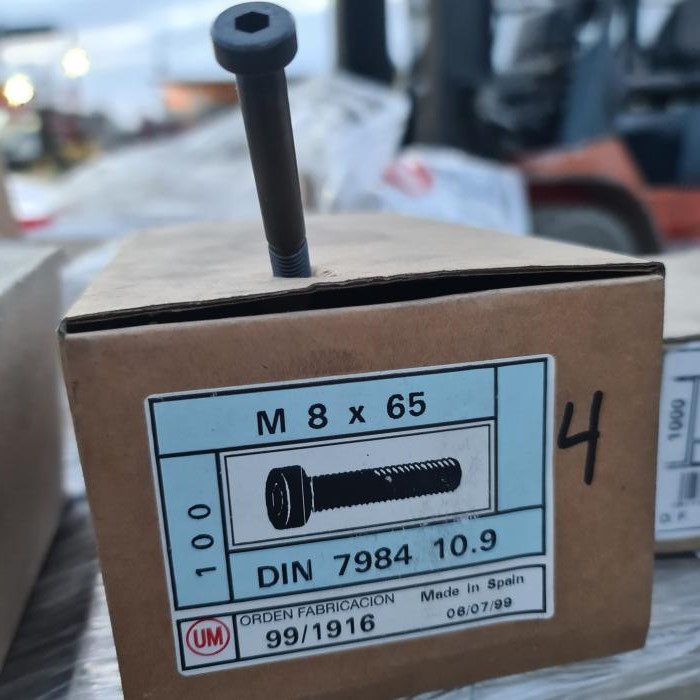 M 8 x 65
100
DIN 7984 10.9
UM
ORDEN FABRICACION
99/1916
Made in Spain
06/07/99
4
1000